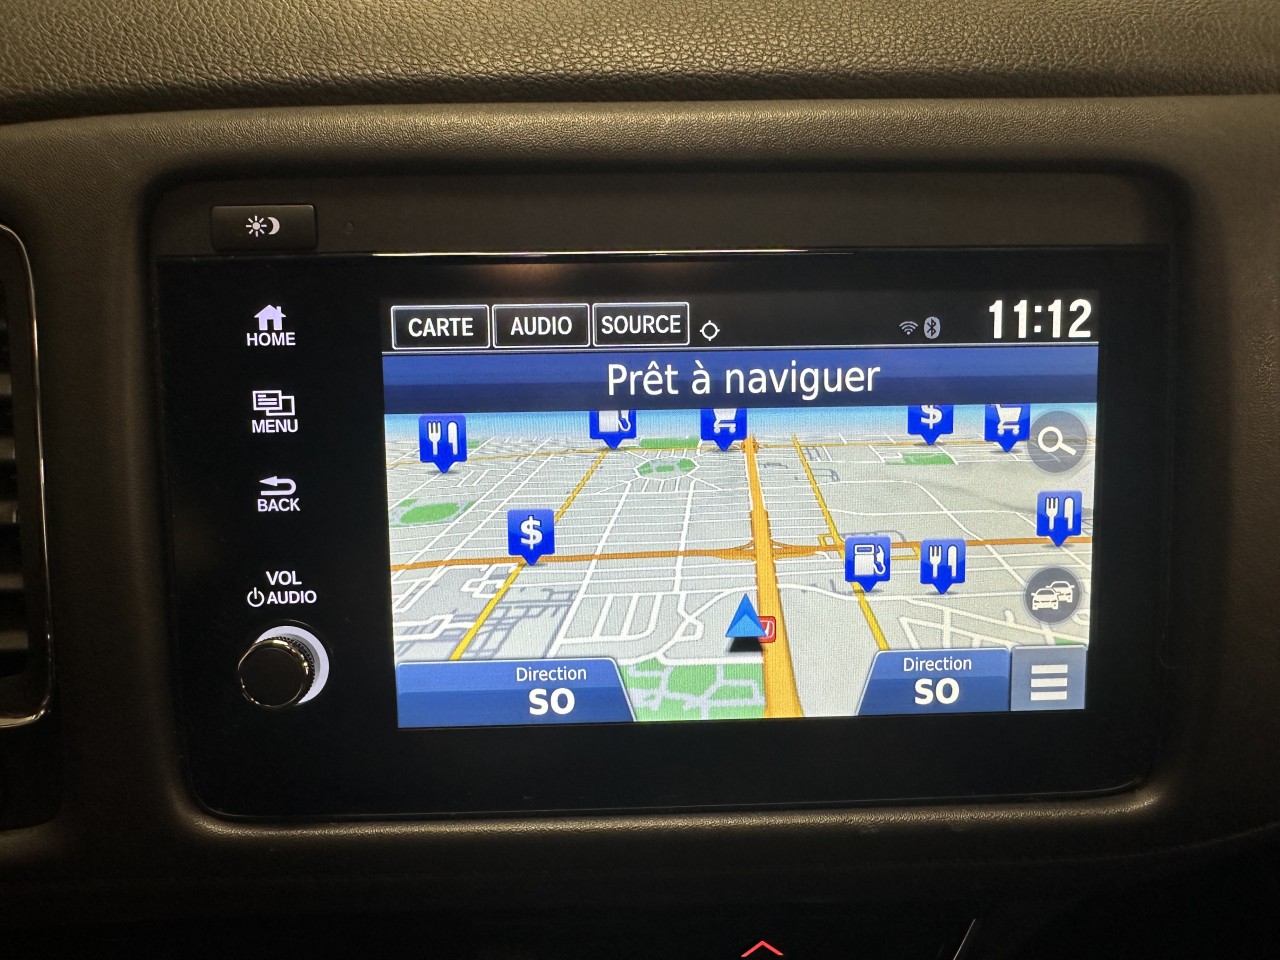 HOME
MENU
BACK
VOL
AUDIO
CARTE AUDIO SOURCE 11:12
Prêt à naviguer
$
$
Direction
SO
Direction
SO